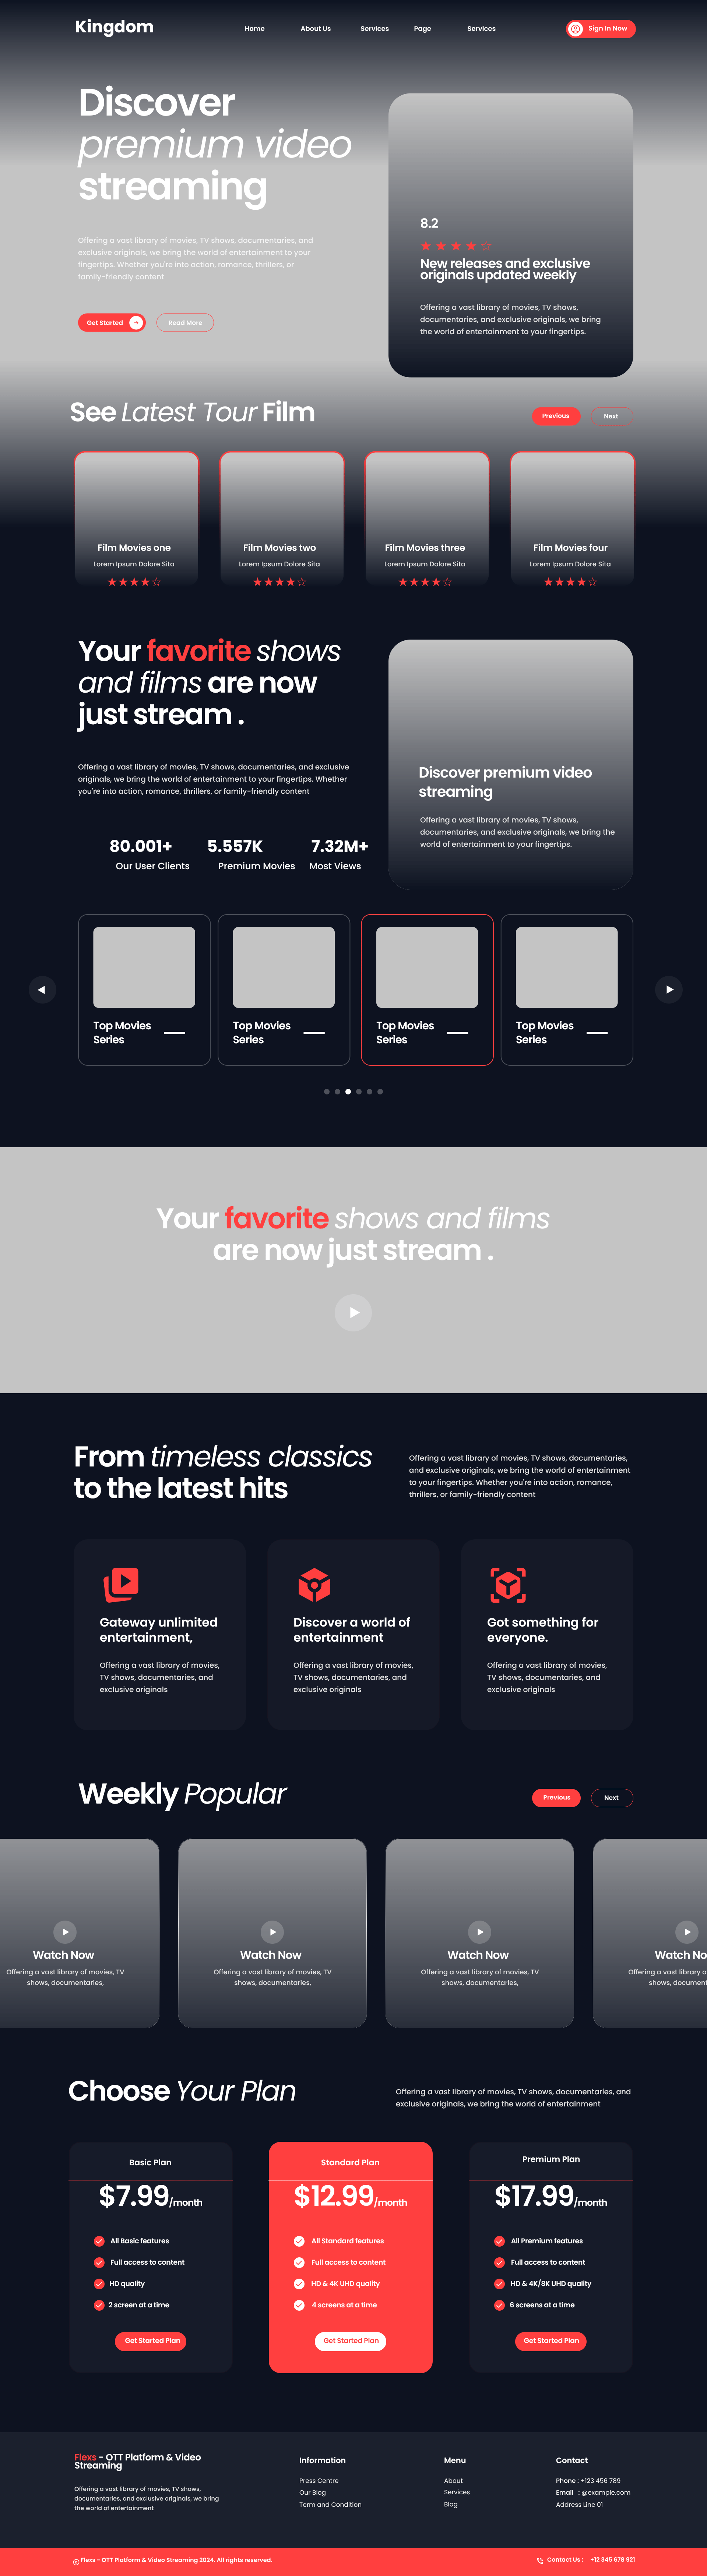 Kingdom
Home
About Us
Services
Page
Services
Sign In Now
Discover
premium video
streaming
Offering a vast library of movies, TV shows, documentaries, and
exclusive originals, we bring the world of entertainment to your
fingertips. Whether you're into action, romance, thrillers, or
family-friendly content
Get Started
Read More
8.2
New releases and exclusive
originals updated weekly
Offering a vast library of movies, TV shows,
documentaries, and exclusive originals, we bring
the world of entertainment to your fingertips.
See Latest Tour Film
Previous
Next
Film Movies one
Lorem Ipsum Dolore Sita
Film Movies two
Lorem Ipsum Dolore Sita
Film Movies three
Lorem Ipsum Dolore Sita
Film Movies four
Lorem Ipsum Dolore Sita
Your favorite shows
and films are now
just stream .
Offering a vast library of movies, TV shows, documentaries, and exclusive
originals, we bring the world of entertainment to your fingertips. Whether
you're into action, romance, thrillers, or family-friendly content
80.001+
Our User Clients
5.557K
Premium Movies
7.32M+
Most Views
Discover premium video
streaming
Offering a vast library of movies, TV shows,
documentaries, and exclusive originals, we bring the
world of entertainment to your fingertips.
Top Movies
Series
Top Movies
Series
Top Movies
Series
Top Movies
Series
Your favorite shows and films
are now just stream .
From timeless classics
to the latest hits
Offering a vast library of movies, TV shows, documentaries,
and exclusive originals, we bring the world of entertainment
to your fingertips. Whether you're into action, romance,
thrillers, or family-friendly content
Gateway unlimited
entertainment,
Offering a vast library of movies,
TV shows, documentaries, and
exclusive originals
Discover a world of
entertainment
Offering a vast library of movies,
TV shows, documentaries, and
exclusive originals
Got something for
everyone.
Offering a vast library of movies,
TV shows, documentaries, and
exclusive originals
Weekly Popular
Previous
Next
Watch Now
Offering a vast library of movies, TV
shows, documentaries,
Watch Now
Offering a vast library of movies, TV
shows, documentaries,
Watch Now
Offering a vast library of movies, TV
shows, documentaries,
Watch No
Offering a vast library o
shows, document
Choose Your Plan
Offering a vast library of movies, TV shows, documentaries, and
exclusive originals, we bring the world of entertainment
Basic Plan
$7.99/month
All Basic features
Full access to content
HD quality
2 screen at a time
Get Started Plan
Standard Plan
$12.99/month
All Standard features
Full access to content
HD & 4K UHD quality
4 screens at a time
Get Started Plan
Premium Plan
$17.99/month
All Premium features
Full access to content
HD & 4K/8K UHD quality
6 screens at a time
Get Started Plan
Flexs - OTT Platform & Video
Streaming
Offering a vast library of movies, TV shows,
documentaries, and exclusive originals, we bring
the world of entertainment
Information
Press Centre
Our Blog
Term and Condition
Menu
About
Services
Blog
Contact
Phone : +123 456 789
Email : @example.com
Address Line 01
Flexs - OTT Platform & Video Streaming 2024. All rights reserved.
Contact Us : +12 345 678 921